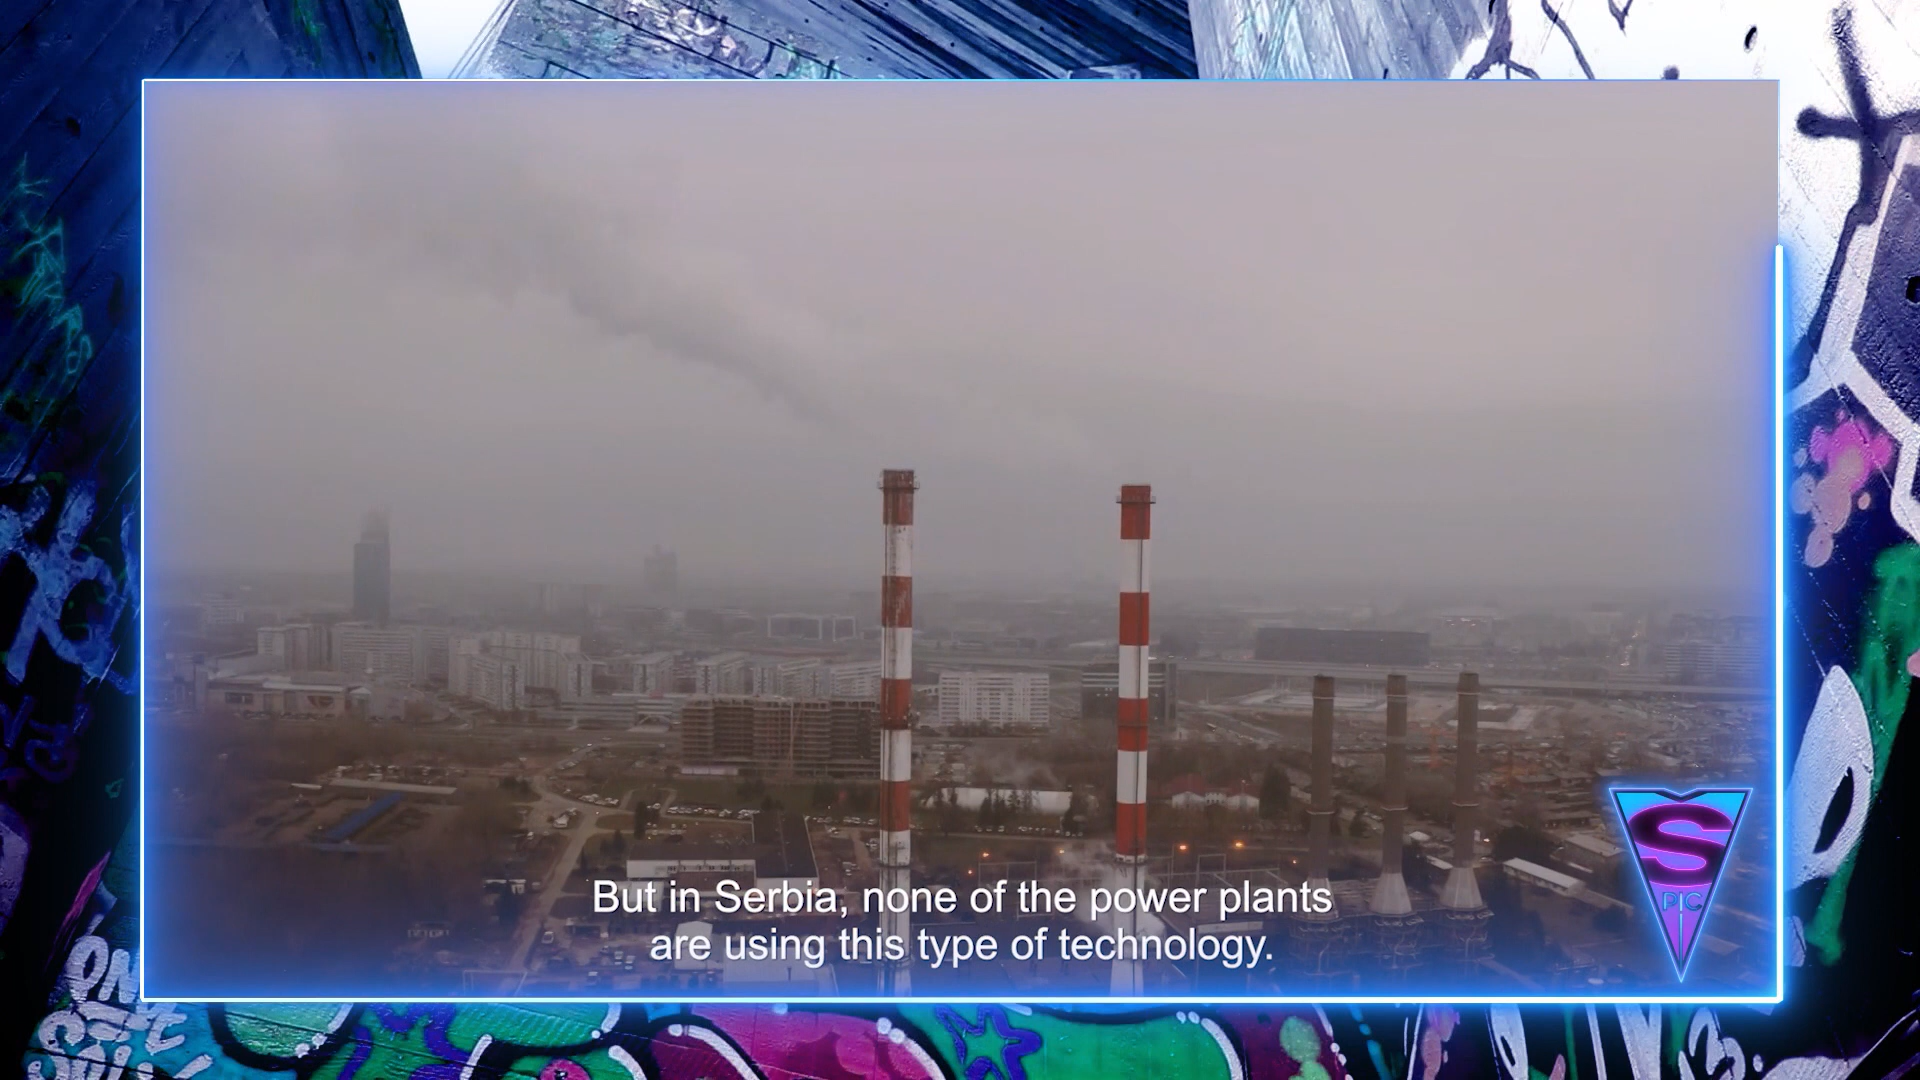 But in Serbia, none of the power plants
are using this type of technology.
S
PIC